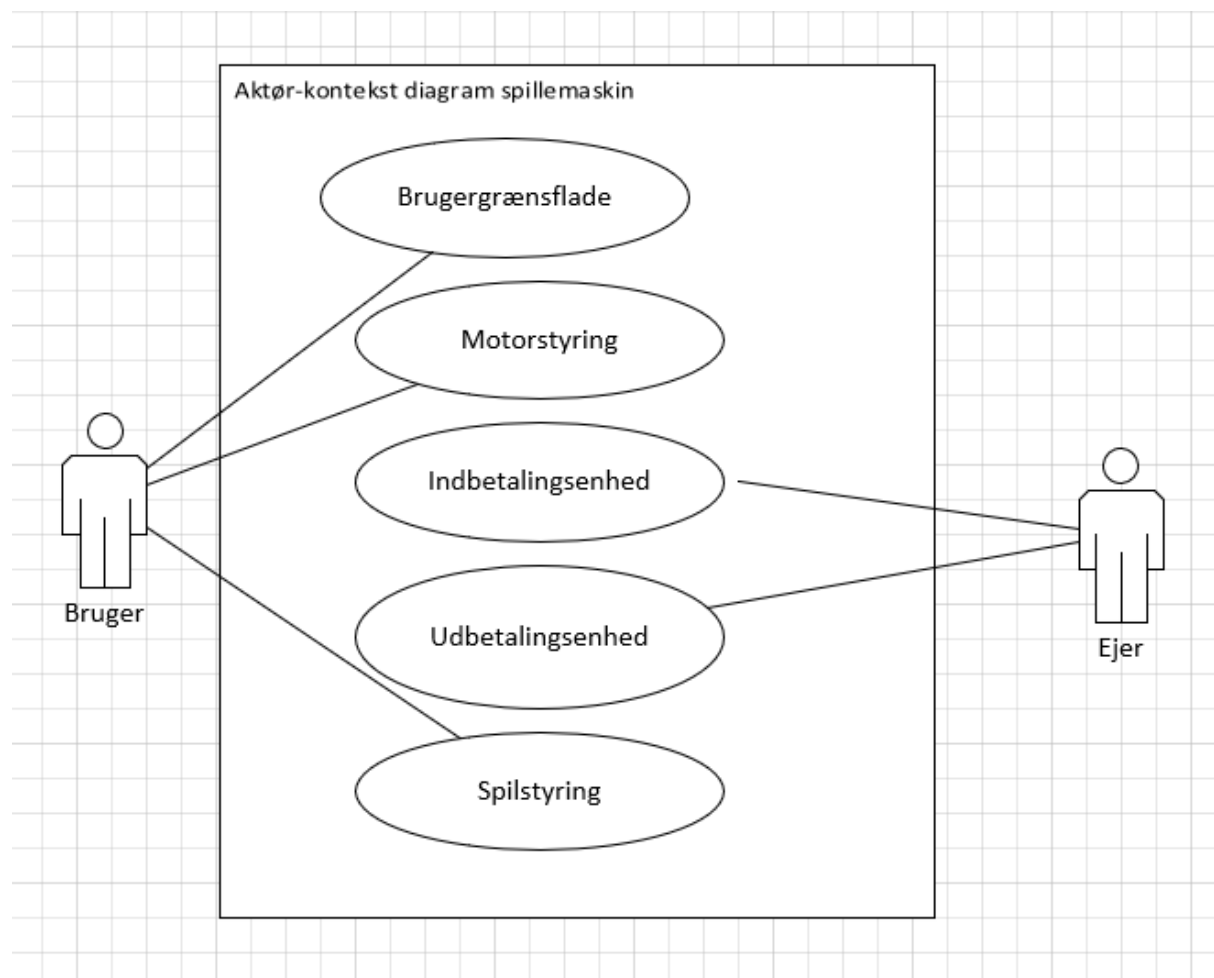 Aktør-kontekst diagram spillemaskin
Brugergrænsflade
Motorstyring
Indbetalingsenhed
Udbetalingsenhed
Spilstyring
Bruger
Ejer